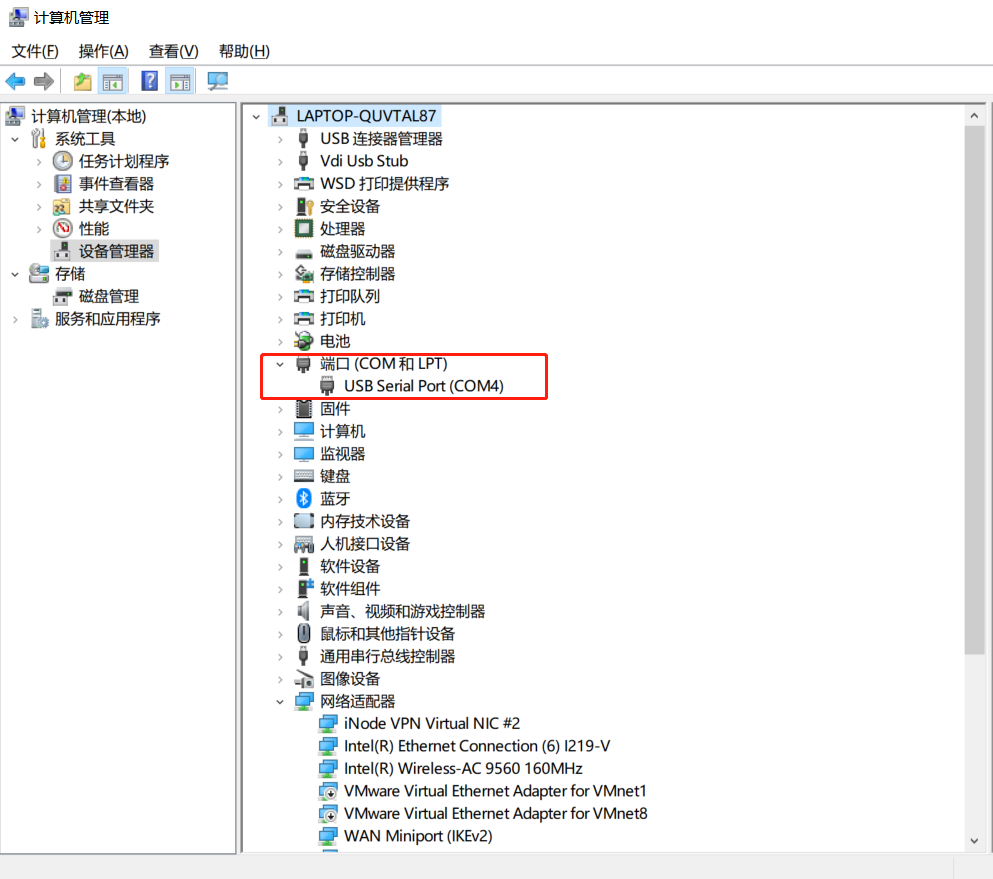 计算机管理
文件(F) 操作(A) 查看(V) 帮助(H)
计算机管理(本地)
系统工具
任务计划程序
事件查看器
共享文件夹
性能
设备管理器
存储
磁盘管理
服务和应用程序
LAPTOP-QUVTAL87
USB 连接器管理器
Vdi Usb Stub
WSD 打印提供程序
安全设备
处理器
磁盘驱动器
存储控制器
打印队列
打印机
电池
端口 (COM 和 LPT)
USB Serial Port (COM4)
固件
计算机
监视器
键盘
蓝牙
内存技术设备
人机接口设备
软件设备
软件组件
声音、视频和游戏控制器
鼠标和其他指针设备
通用串行总线控制器
图像设备
网络适配器
iNode VPN Virtual NIC #2
Intel(R) Ethernet Connection (6) I219-V
Intel(R) Wireless-AC 9560 160MHz
VMware Virtual Ethernet Adapter for VMnet1
VMware Virtual Ethernet Adapter for VMnet8
WAN Miniport (IKEv2)